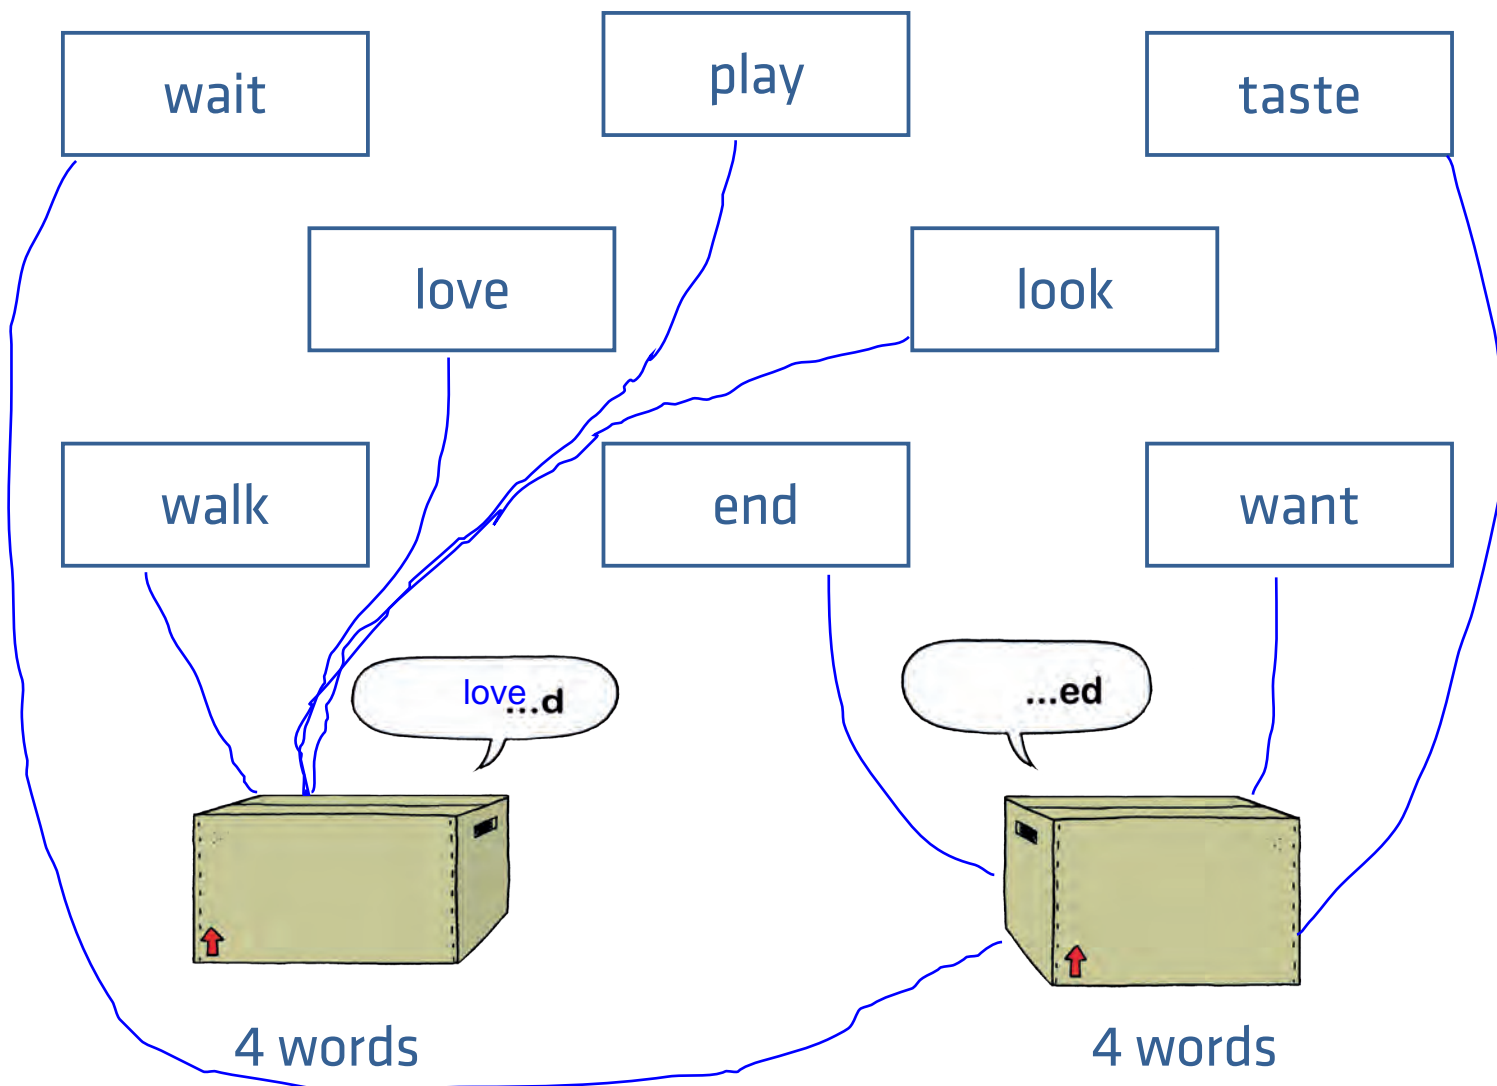 wait
play
taste
love
look
walk
end
want
love...d
...ed
4 words
4 words